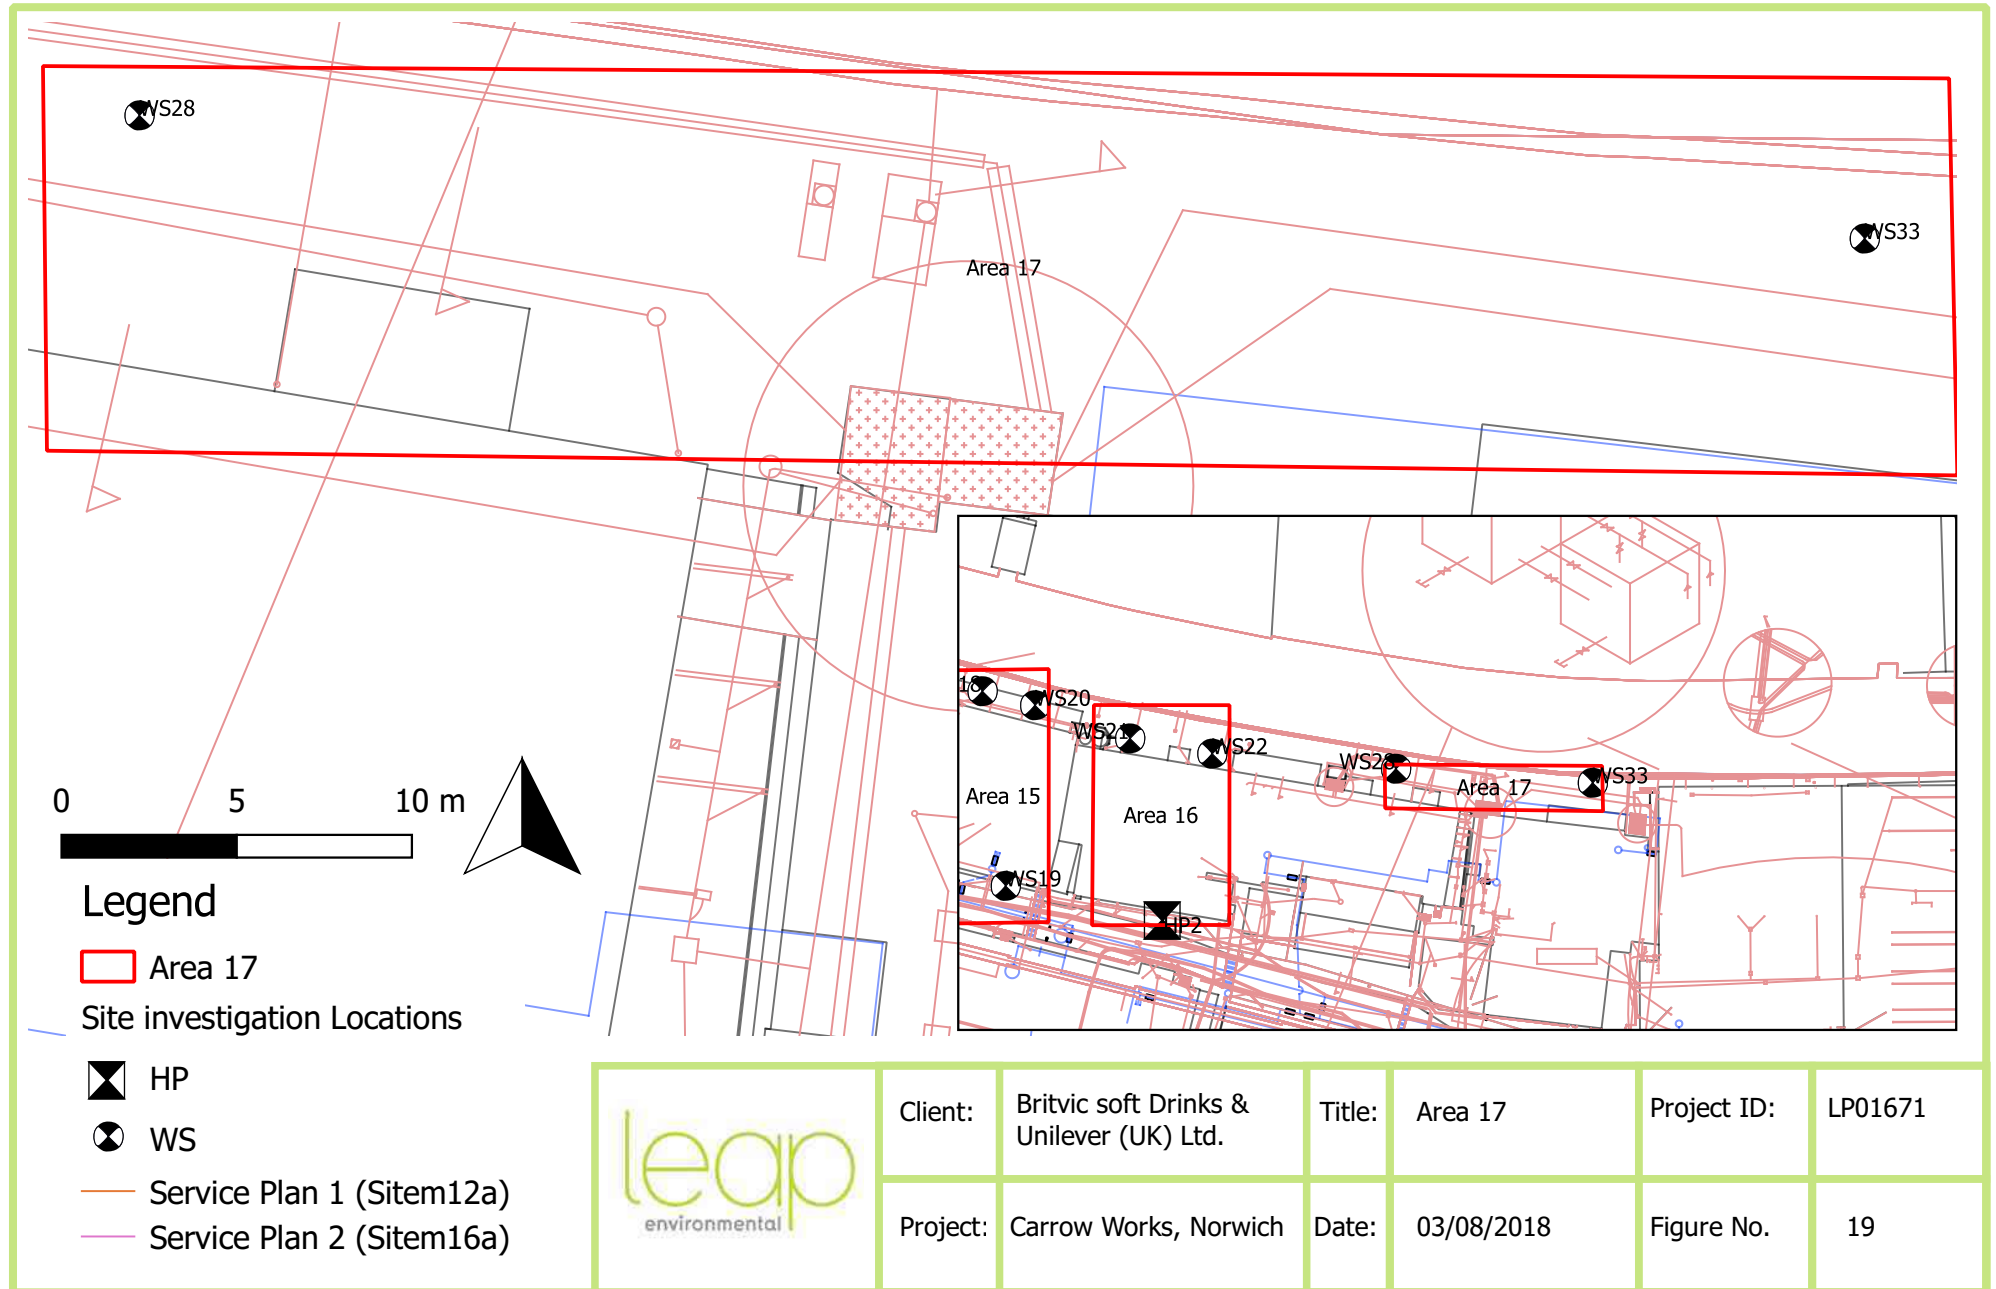 WS28
WS33
Area 17
18
WS20
WS21
WS22
WS28
WS33
Area 17
Area 15
Area 16
WS19
HP2
0 5 10 m
Legend
Area 17
Site investigation Locations
HP
WS
Service Plan 1 (Sitem12a)
Service Plan 2 (Sitem16a)
leap
environmental
Client:
Britvic soft Drinks &
Unilever (UK) Ltd.
Title:
Area 17
Project ID:
LP01671
Project:
Carrow Works, Norwich
Date:
03/08/2018
Figure No.
19